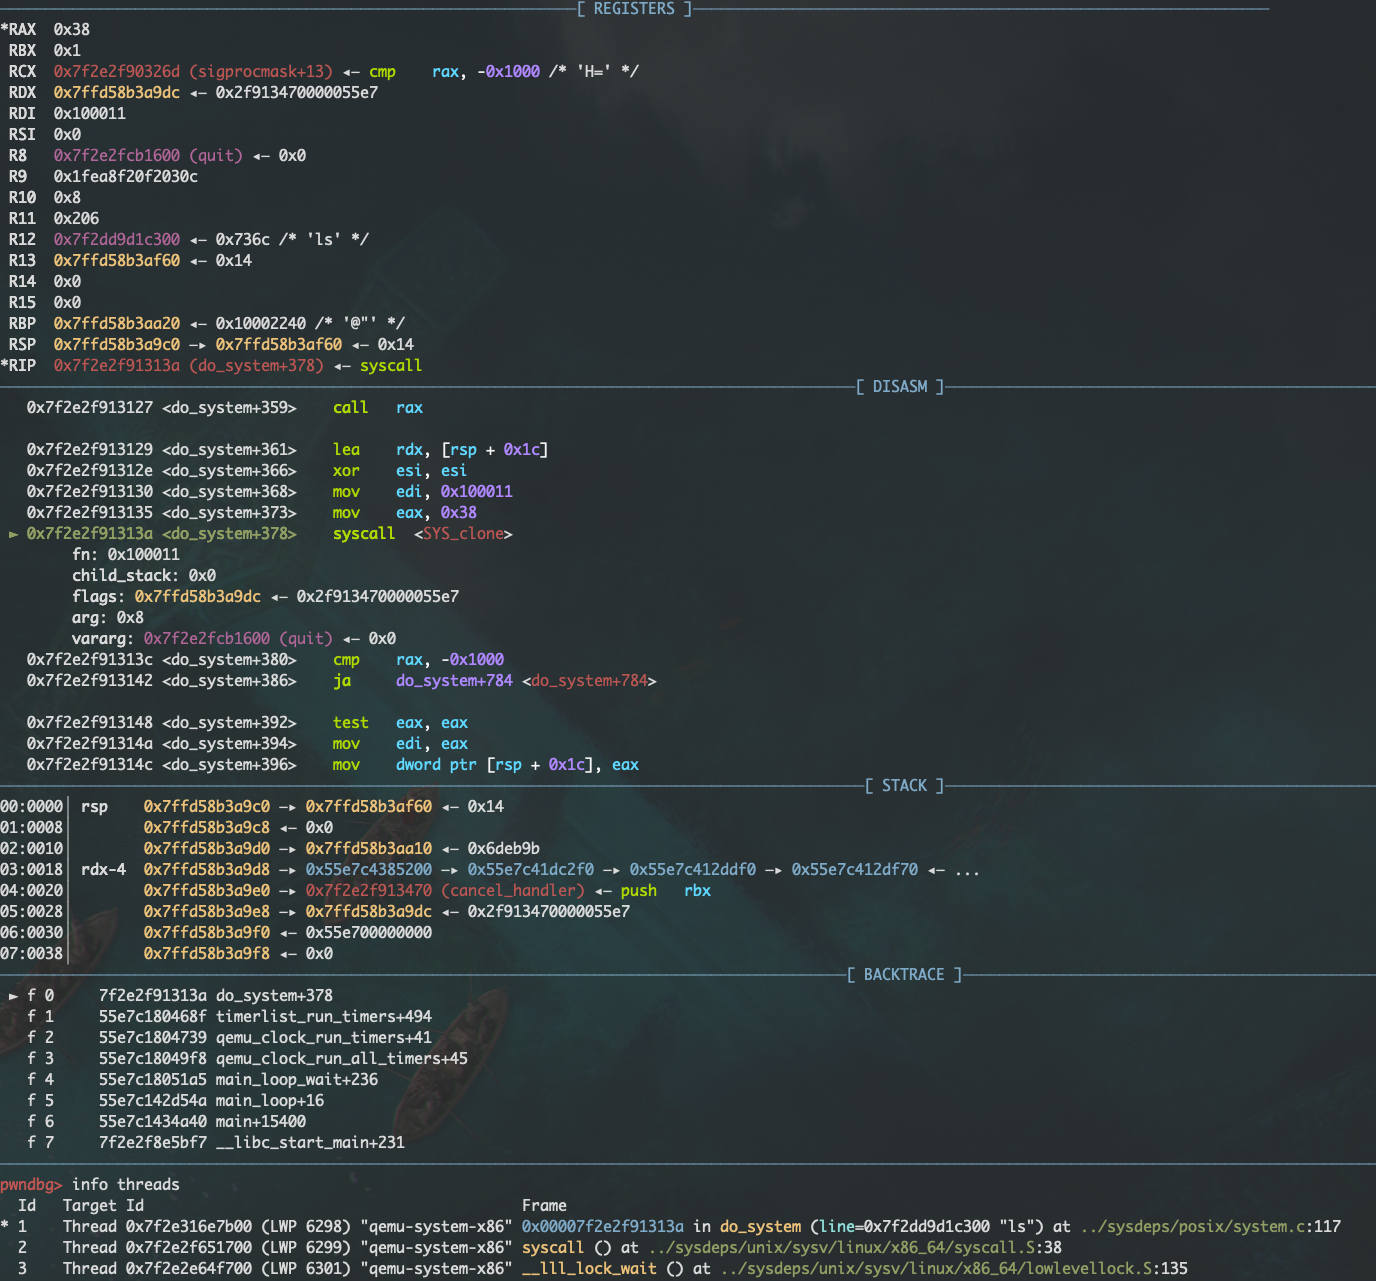 [ REGISTERS ]
*RAX  0x38
 RBX  0x1
 RCX  0x7f2e2f90326d (sigprocmask+13) ◂— cmp    rax, -0x1000 /* 'H=' */
 RDX  0x7ffd58b3a9dc ◂— 0x2f913470000055e7
 RDI  0x100011
 RSI  0x0
 R8   0x7f2e2fcb1600 (quit) ◂— 0x0
 R9   0x1fea8f20f2030c
 R10  0x8
 R11  0x206
 R12  0x7f2dd9d1c300 ◂— 0x736c /* 'ls' */
 R13  0x7ffd58b3af60 ◂— 0x14
 R14  0x0
 R15  0x0
 RBP  0x7ffd58b3aa20 ◂— 0x10002240 /* '@"' */
 RSP  0x7ffd58b3a9c0 —▸ 0x7ffd58b3af60 ◂— 0x14
*RIP  0x7f2e2f91313a (do_system+378) ◂— syscall
[ DISASM ]
   0x7f2e2f913127 <do_system+359>    call   rax
   0x7f2e2f913129 <do_system+361>    lea    rdx, [rsp + 0x1c]
   0x7f2e2f91312e <do_system+366>    xor    esi, esi
   0x7f2e2f913130 <do_system+368>    mov    edi, 0x100011
   0x7f2e2f913135 <do_system+373>    mov    eax, 0x38
 ► 0x7f2e2f91313a <do_system+378>    syscall  <SYS_clone>
        fn: 0x100011
        child_stack: 0x0
        flags: 0x7ffd58b3a9dc ◂— 0x2f913470000055e7
        arg: 0x8
        vararg: 0x7f2e2fcb1600 (quit) ◂— 0x0
   0x7f2e2f91313c <do_system+380>    cmp    rax, -0x1000
   0x7f2e2f913142 <do_system+386>    ja     do_system+784 <do_system+784>
   0x7f2e2f913148 <do_system+392>    test   eax, eax
   0x7f2e2f91314a <do_system+394>    mov    edi, eax
   0x7f2e2f91314c <do_system+396>    mov    dword ptr [rsp + 0x1c], eax
[ STACK ]
00:0000│ rsp    0x7ffd58b3a9c0 —▸ 0x7ffd58b3af60 ◂— 0x14
01:0008│        0x7ffd58b3a9c8 ◂— 0x0
02:0010│        0x7ffd58b3a9d0 —▸ 0x7ffd58b3aa10 ◂— 0x6deb9b
03:0018│ rdx-4  0x7ffd58b3a9d8 —▸ 0x55e7c4385200 —▸ 0x55e7c41dc2f0 —▸ 0x55e7c412ddf0 —▸ 0x55e7c412df70 ◂— ...
04:0020│        0x7ffd58b3a9e0 —▸ 0x7f2e2f913470 (cancel_handler) ◂— push   rbx
05:0028│        0x7ffd58b3a9e8 —▸ 0x7ffd58b3a9dc ◂— 0x2f913470000055e7
06:0030│        0x7ffd58b3a9f0 ◂— 0x55e700000000
07:0038│        0x7ffd58b3a9f8 ◂— 0x0
[ BACKTRACE ]
 ► f 0     7f2e2f91313a do_system+378
   f 1     55e7c180468f timerlist_run_timers+494
   f 2     55e7c1804739 qemu_clock_run_timers+41
   f 3     55e7c18049f8 qemu_clock_run_all_timers+45
   f 4     55e7c18051a5 main_loop_wait+236
   f 5     55e7c142d54a main_loop+16
   f 6     55e7c1434a40 main+15400
   f 7     7f2e2f8e5bf7 __libc_start_main+231
pwndbg> info threads
  Id   Target Id                                         Frame
* 1    Thread 0x7f2e316e7b00 (LWP 6298) "qemu-system-x86" 0x00007f2e2f91313a in do_system (line=0x7f2dd9d1c300 "ls") at ../sysdeps/posix/system.c:117
  2    Thread 0x7f2e2f651700 (LWP 6299) "qemu-system-x86" syscall () at ../sysdeps/unix/sysv/linux/x86_64/syscall.S:38
  3    Thread 0x7f2e2e64f700 (LWP 6301) "qemu-system-x86" __lll_lock_wait () at ../sysdeps/unix/sysv/linux/x86_64/lowlevellock.S:135